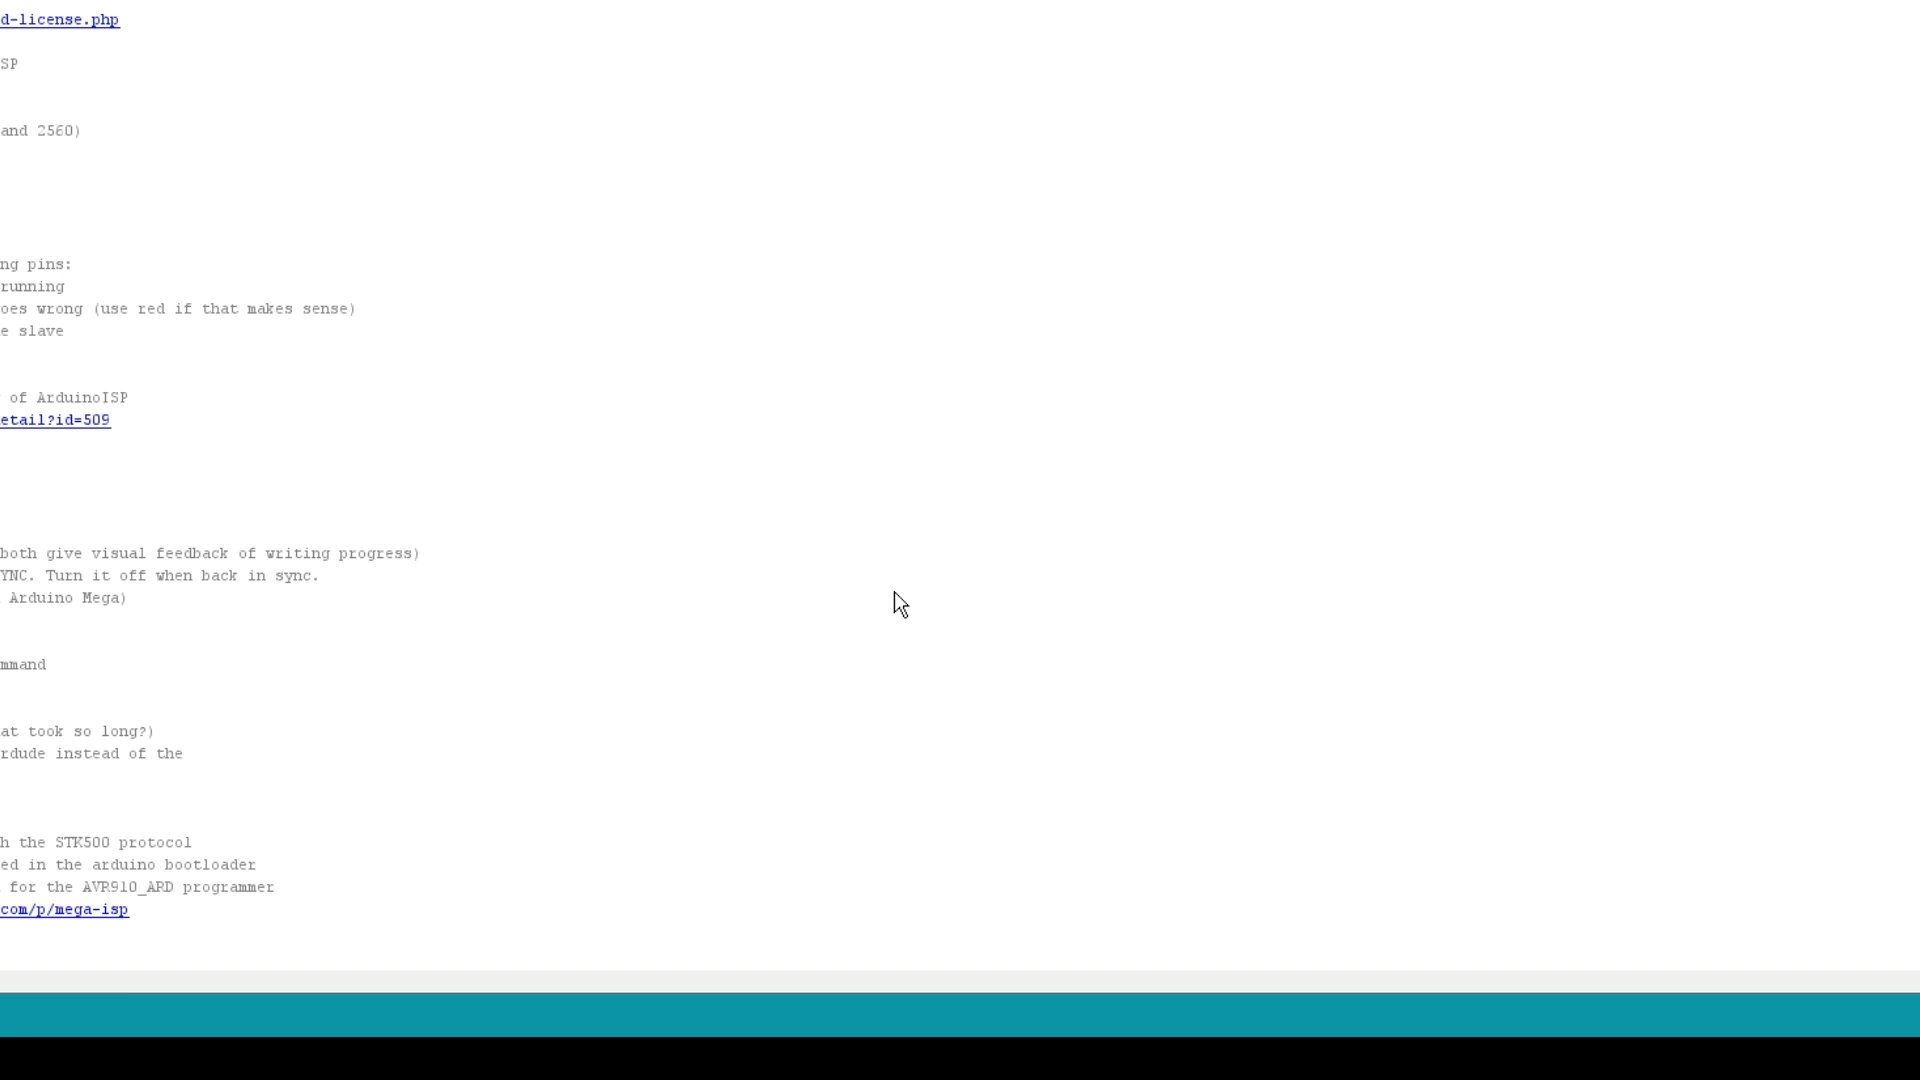 d-license.php
SP
and 2560)
ng pins:
running
oes wrong (use red if that makes sense)
e slave
of ArduinoISP
etail?id=509
both give visual feedback of writing progress)
YNC. Turn it off when back in sync.
Arduino Mega)
mmand
at took so long?)
rdude instead of the
h the STK500 protocol
ed in the arduino bootloader
for the AVR910_ARD programmer
com/p/mega-isp